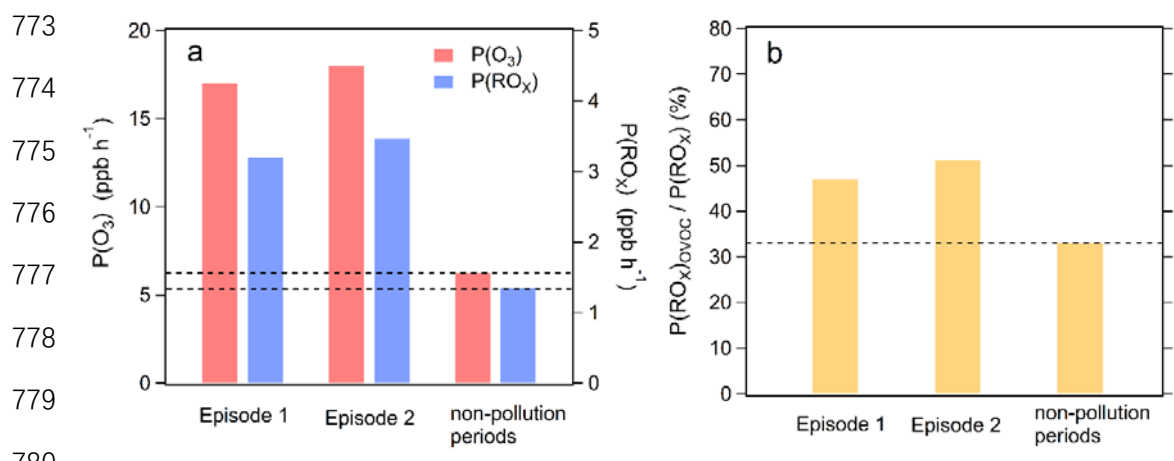 773
774
775
776
777
778
779
780
a
P(O₃)
P(ROX)
20
15
10
5
0
P(O₃) (ppb h⁻¹)
5
4
3
2
1
0
P(ROX) (ppb h⁻¹)
Episode 1
Episode 2
non-pollution
periods
b
80
70
60
50
40
30
20
10
0
P(ROX)OVOC / P(ROX) (%)
Episode 1
Episode 2
non-pollution
periods